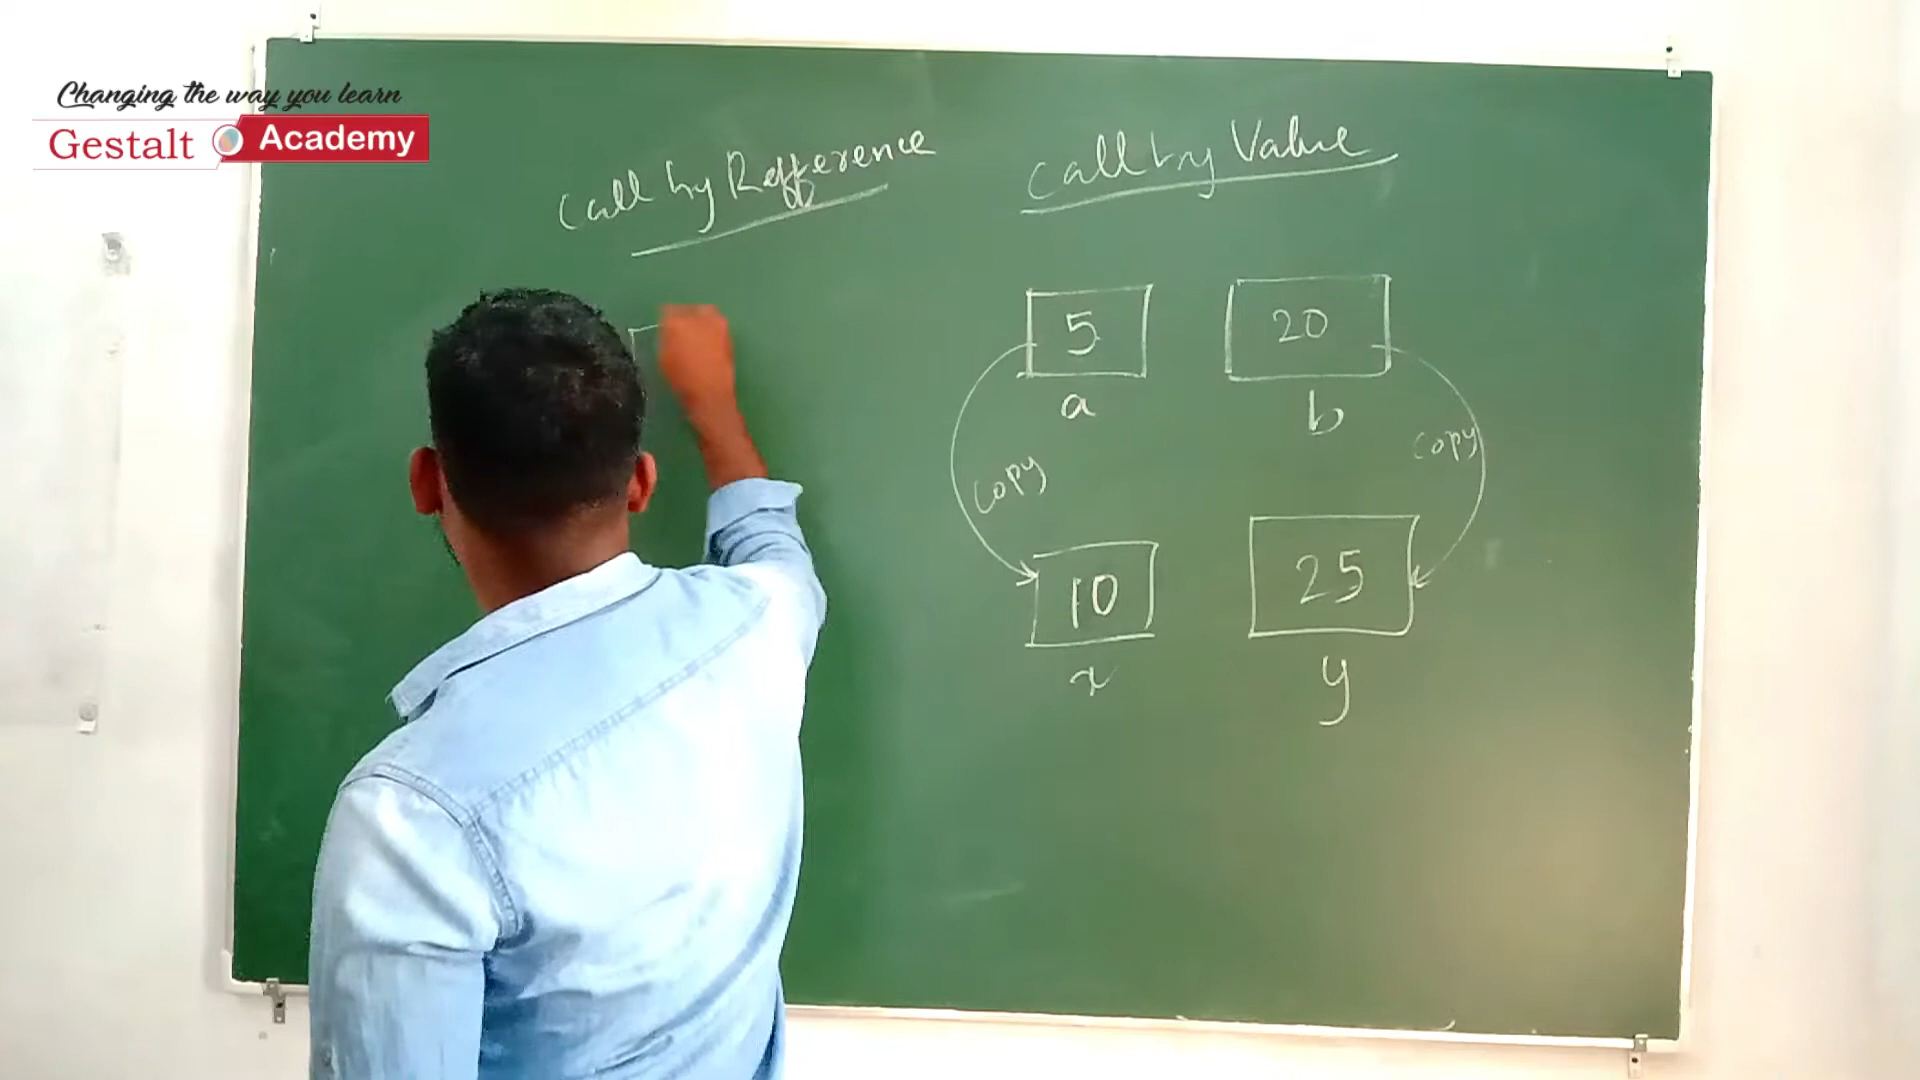 Changing the way you learn
Gestalt Academy
Call by Refference
Call by Value
5
20
a
b
copy
copy
10
25
x
y